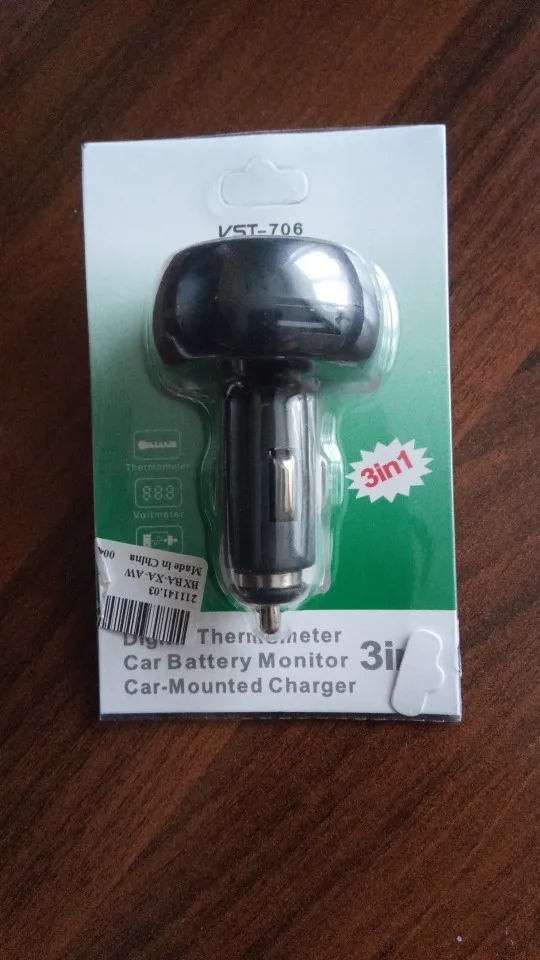 VST-706
3in1
Thermometer
888
Voltmeter
004
Made in China
BXBA-XA-AW
211141.03
Thermometer
Car Battery Monitor
Car-Mounted Charger